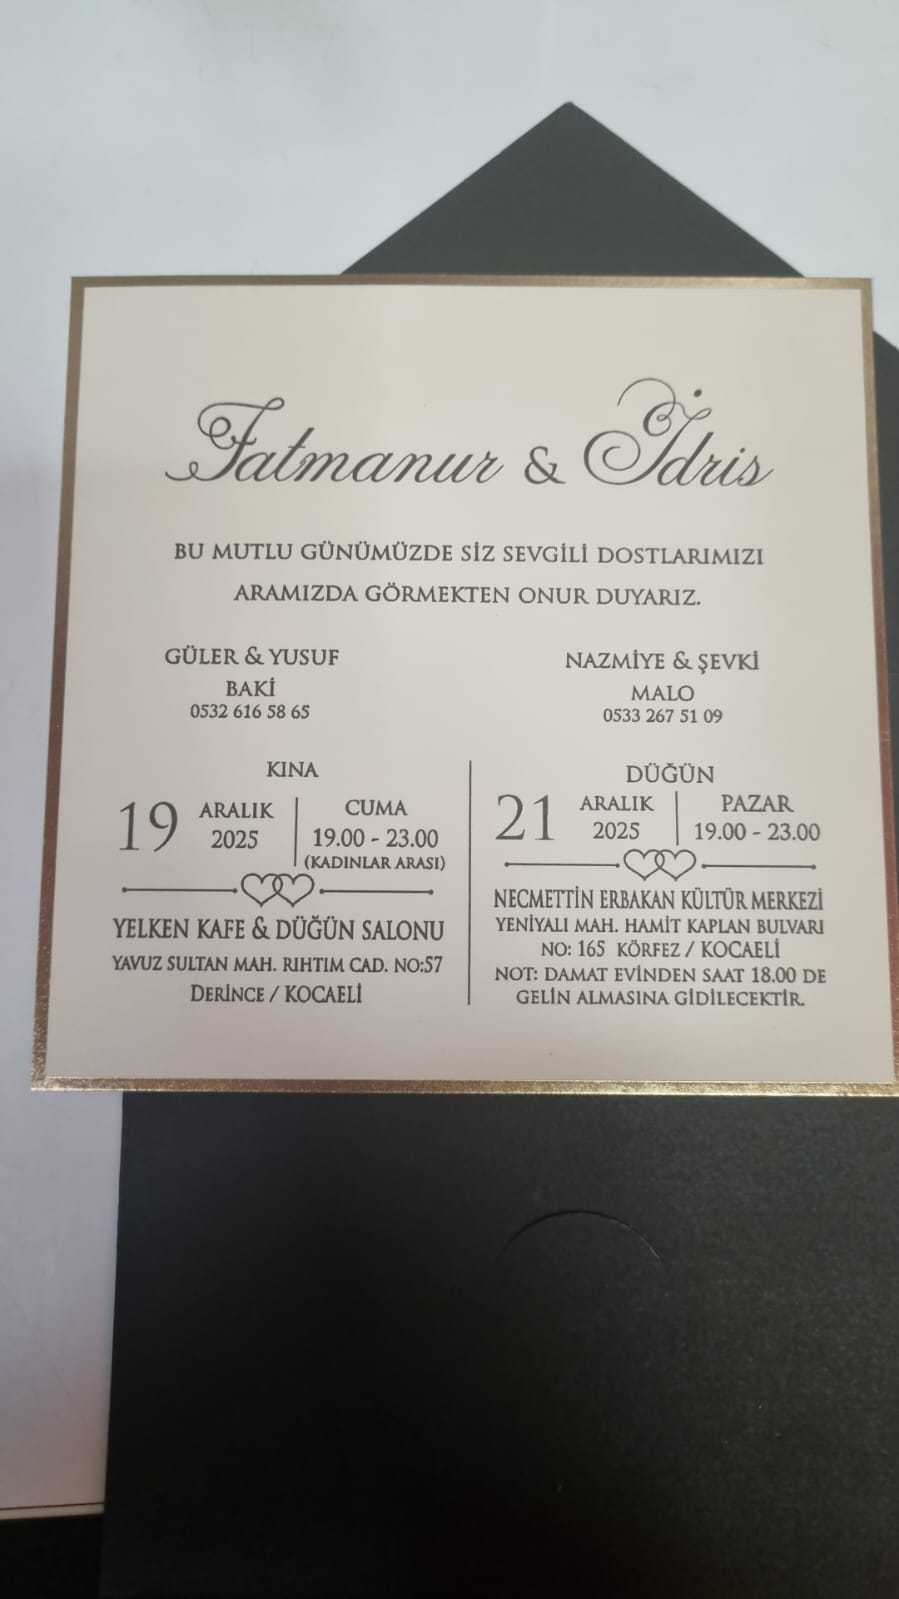 Fatmanur & İdris
BU MUTLU GÜNÜMÜZDE SİZ SEVGİLİ DOSTLARIMIZI
ARAMIZDA GÖRMEKTEN ONUR DUYARIZ.
GÜLER & YUSUF
BAKİ
0532 616 58 65
NAZMİYE & ŞEVKİ
MALO
0533 267 51 09
KINA
19 ARALIK 2025
CUMA
19.00 - 23.00
(KADINLAR ARASI)
YELKEN KAFE & DÜĞÜN SALONU
YAVUZ SULTAN MAH. RIHTIM CAD. NO:57
DERİNCE / KOCAELİ
DÜĞÜN
21 ARALIK 2025
PAZAR
19.00 - 23.00
NECMETTİN ERBAKAN KÜLTÜR MERKEZİ
YENİYALI MAH. HAMİT KAPLAN BULVARI
NO: 165 KÖRFEZ / KOCAELİ
NOT: DAMAT EVİNDEN SAAT 18.00 DE
GELİN ALMASINA GİDİLECEKTİR.